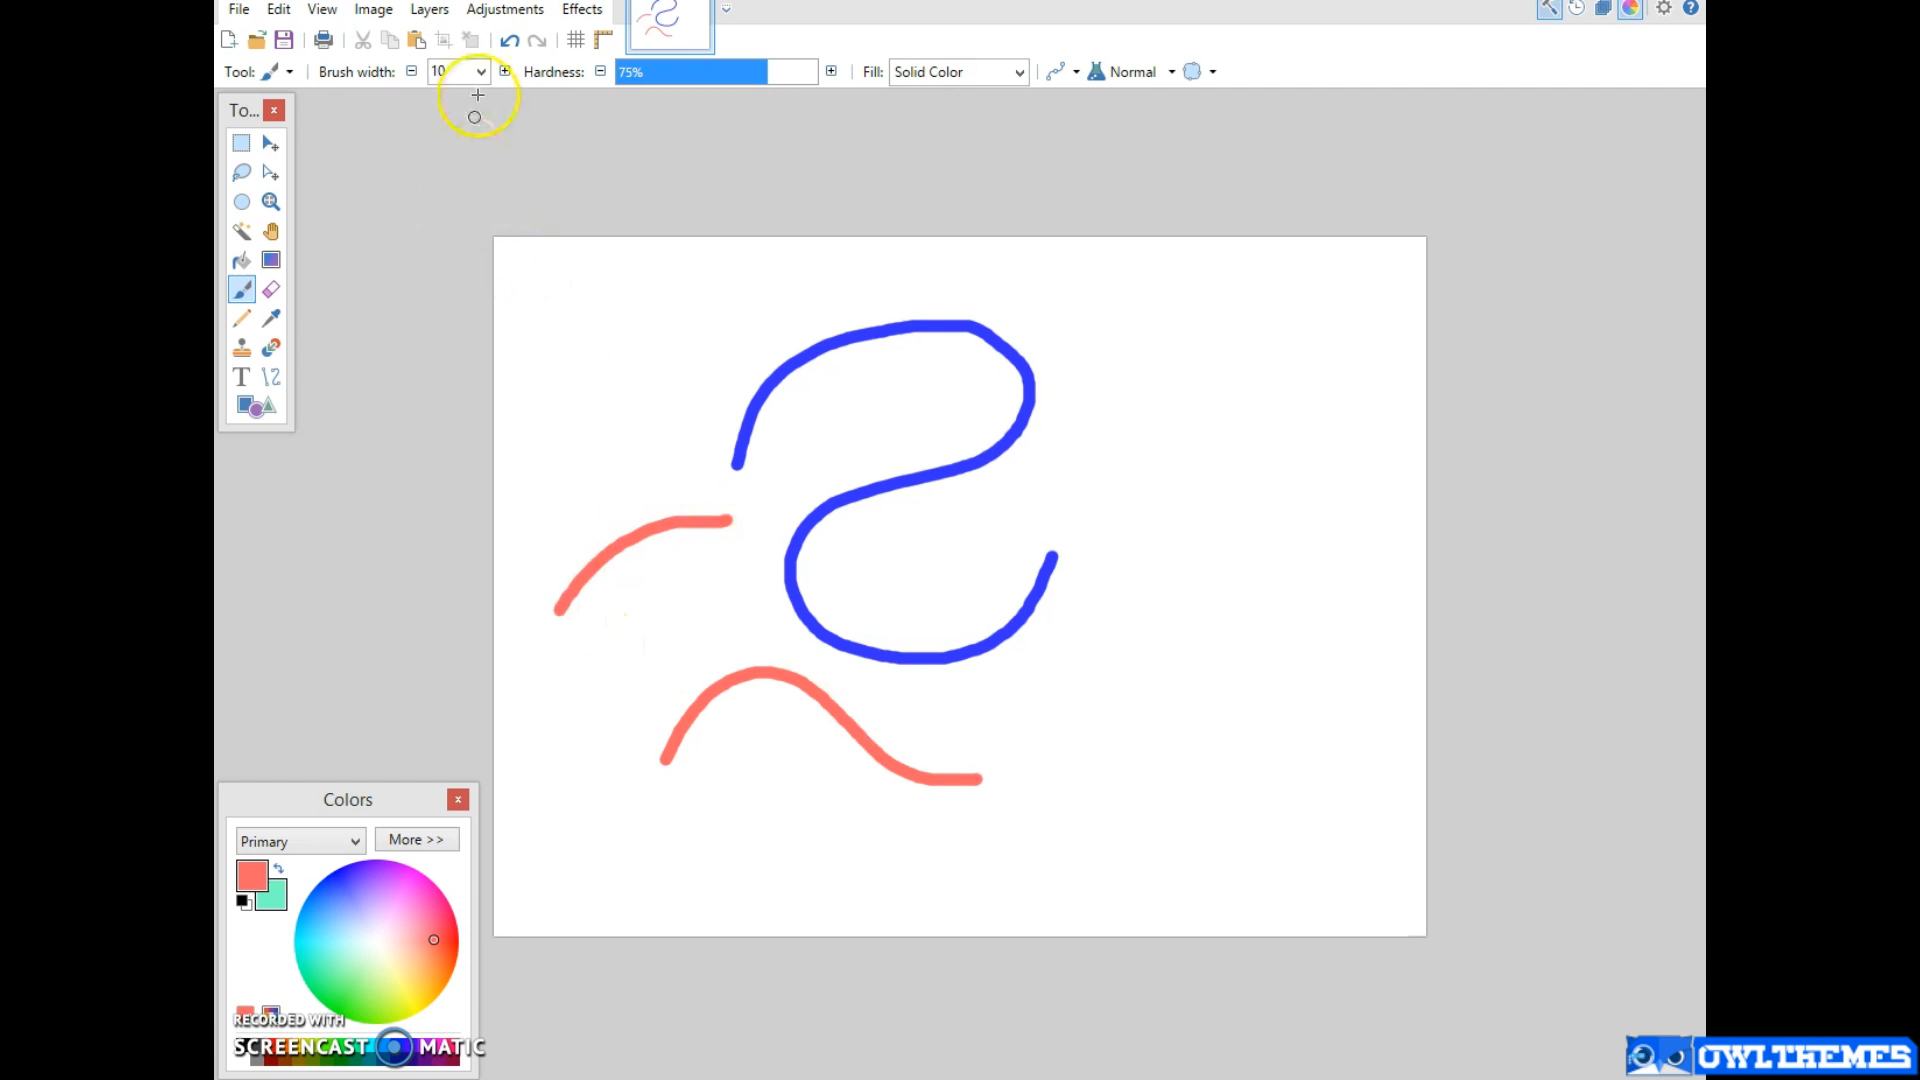 File Edit View Image Layers Adjustments Effects
Tool: Brush width: 10 Hardness: 75% Fill: Solid Color Normal
To...
T
Colors
Primary More >>
RECORDED WITH
SCREENCAST MATIC
OWLTHEMES